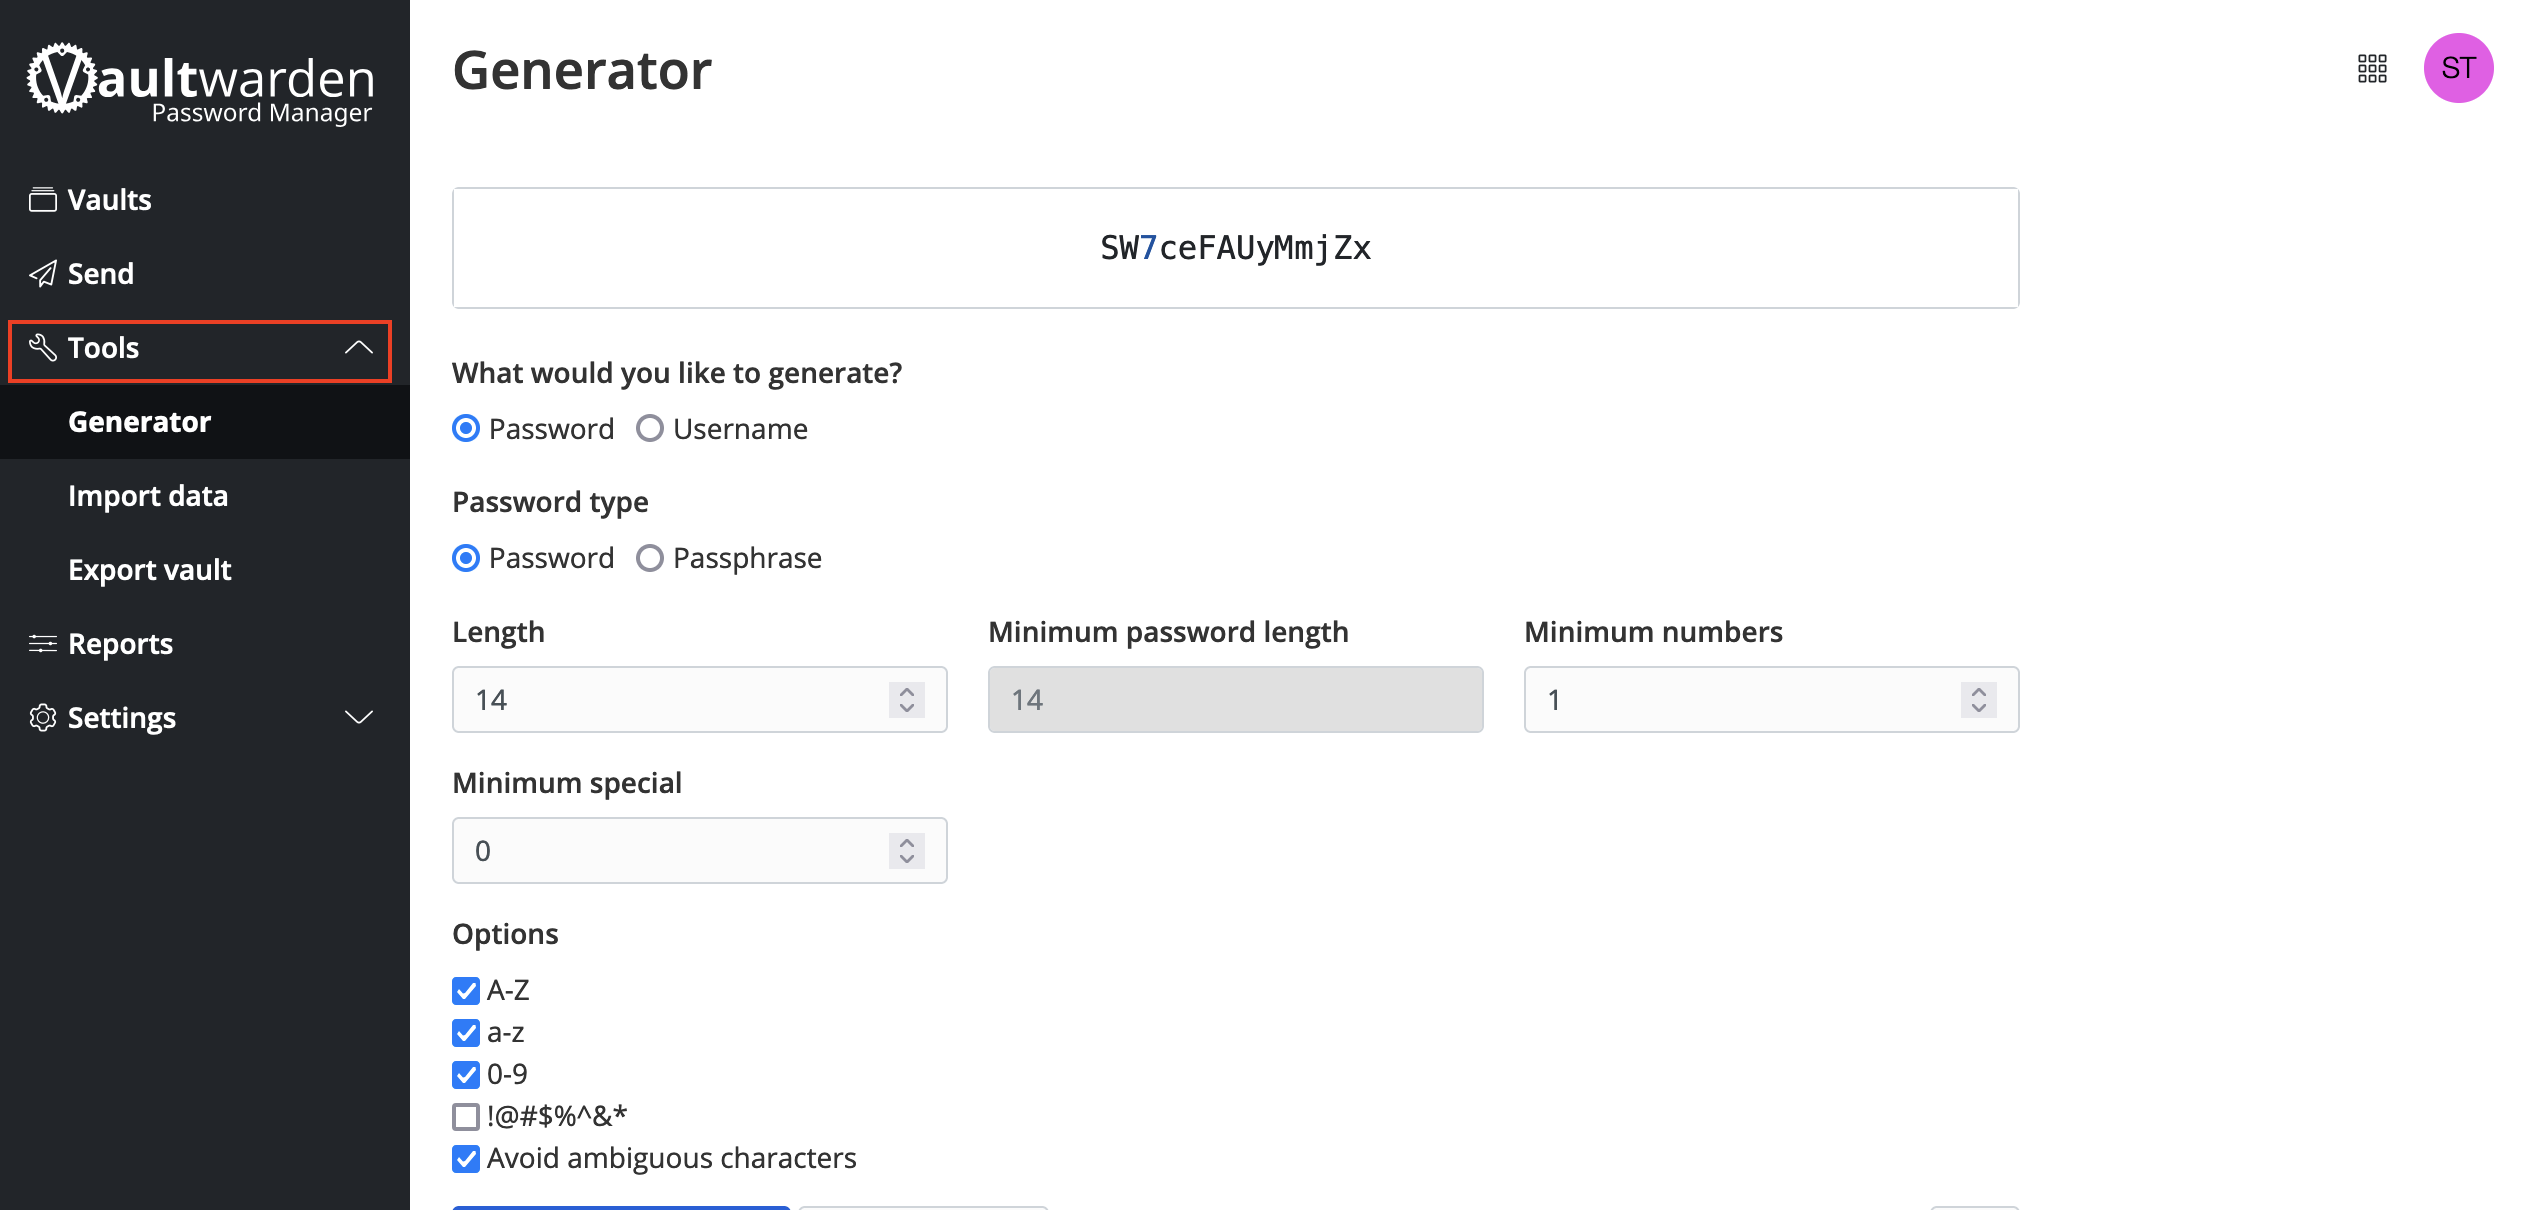 Vaultwarden
Password Manager
Vaults
Send
Tools
Generator
Import data
Export vault
Reports
Settings
Generator
ST
SW7ceFAUyMmjZx
What would you like to generate?
Password Username
Password type
Password Passphrase
Length Minimum password length Minimum numbers
14 14 1
Minimum special
0
Options
A-Z
a-z
0-9
!@#$%^&*
Avoid ambiguous characters